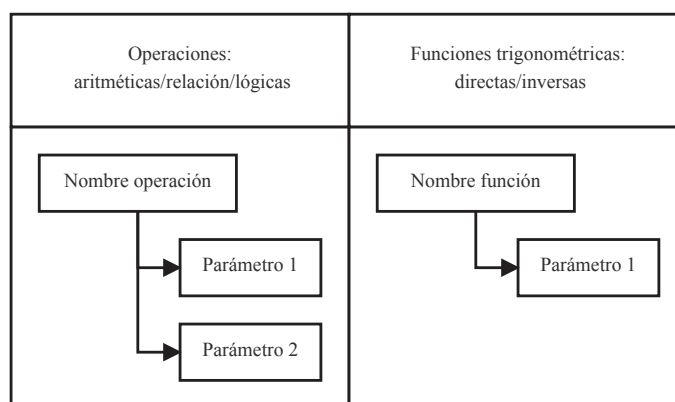 Operaciones:
aritméticas/relación/lógicas
Funciones trigonométricas:
directas/inversas
Nombre operación
Parámetro 1
Parámetro 2
Nombre función
Parámetro 1